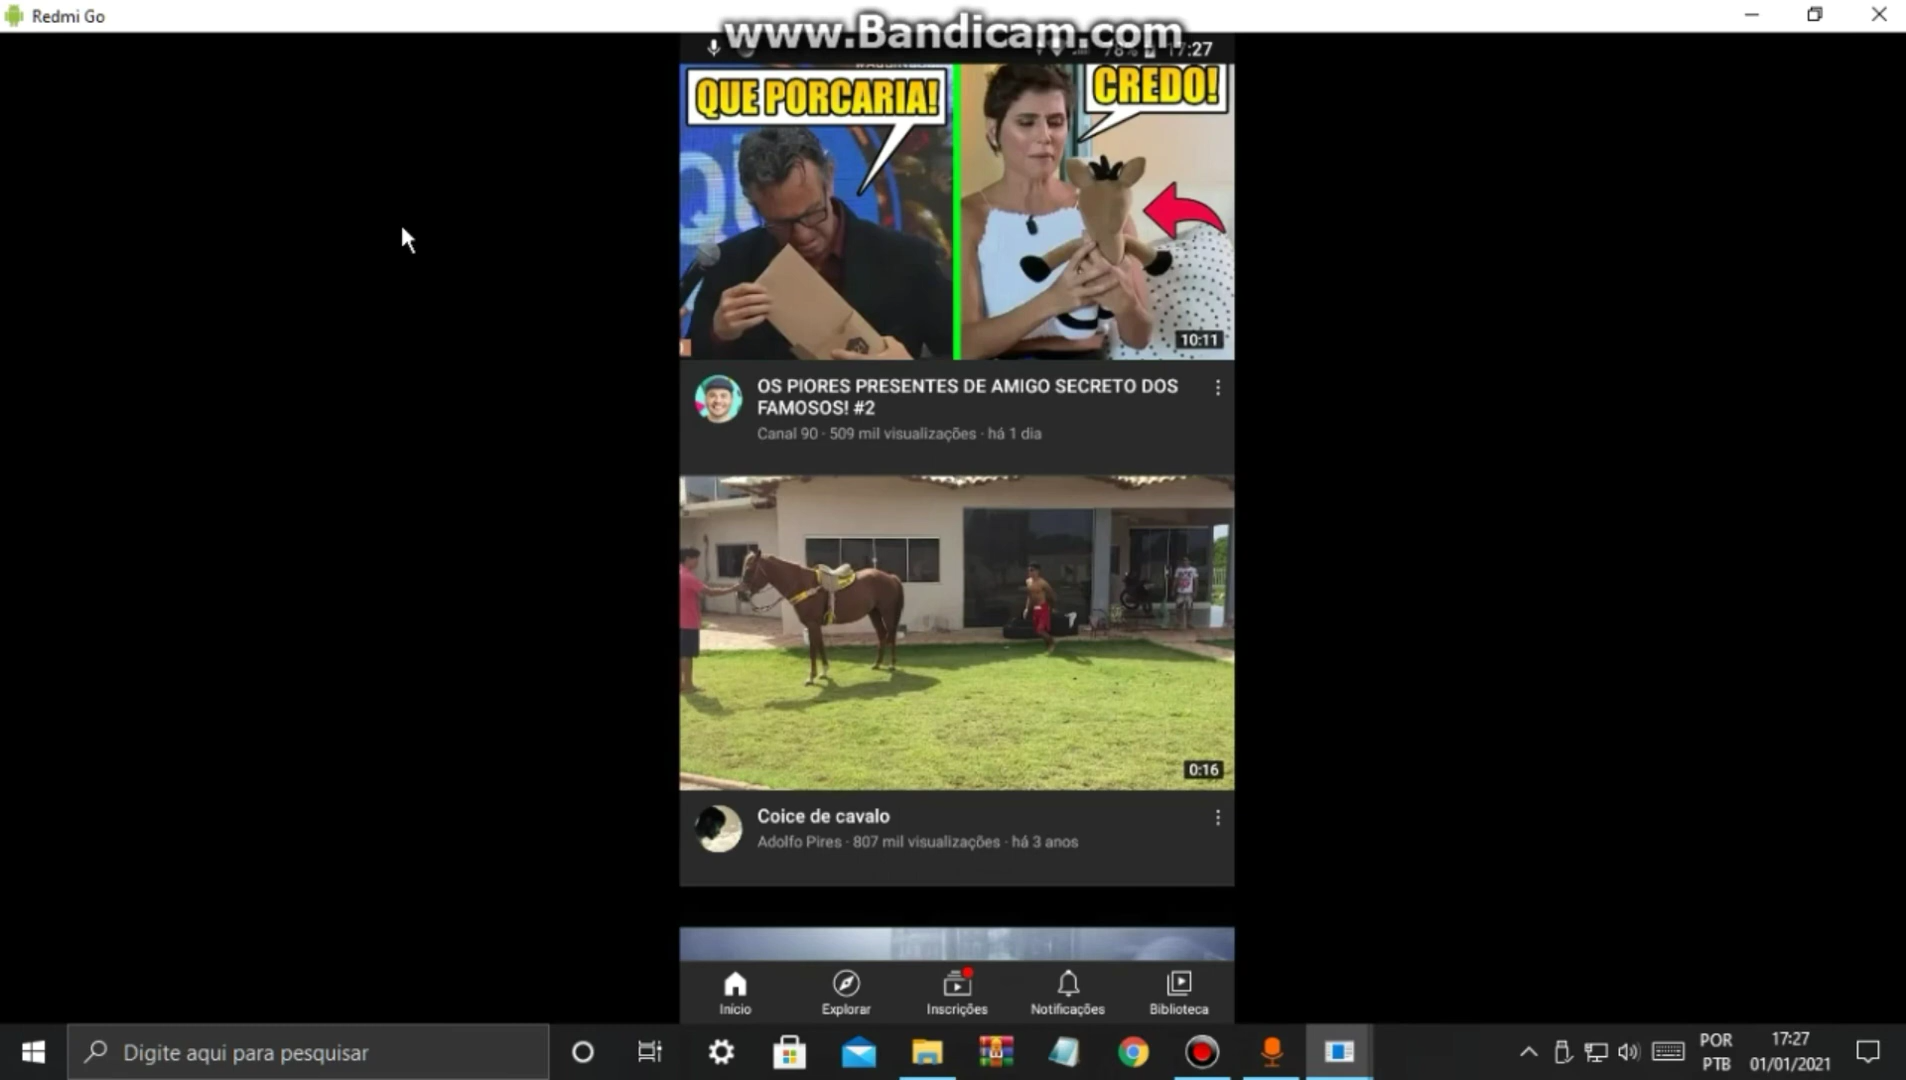 Redmi Go
www.Bandicam.com
78% 17:27
QUE PORCARIA!
CREDO!
10:11
OS PIORES PRESENTES DE AMIGO SECRETO DOS
FAMOSOS! #2
Canal 90 · 509 mil visualizações · há 1 dia
0:16
Coice de cavalo
Adolfo Pires · 807 mil visualizações · há 3 anos
Início
Explorar
Inscrições
Notificações
Biblioteca
Digite aqui para pesquisar
POR
PTB
17:27
01/01/2021